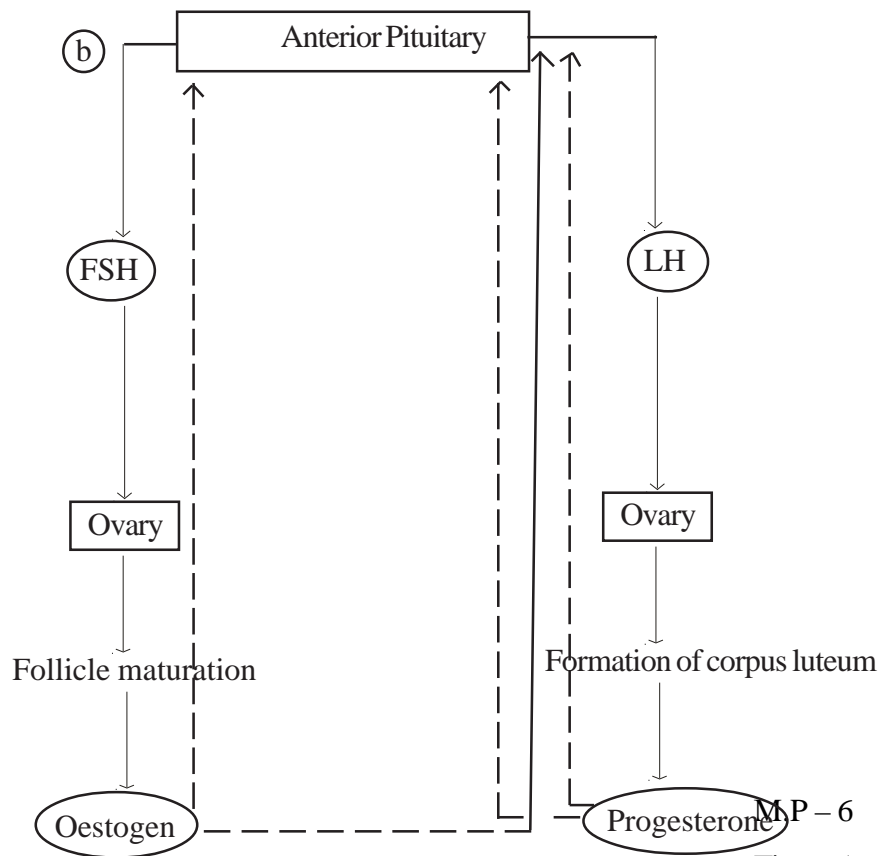 b
Anterior Pituitary
FSH
LH
Ovary
Ovary
Follicle maturation
Formation of corpus luteum
Oestogen
Progesterone
M.P – 6